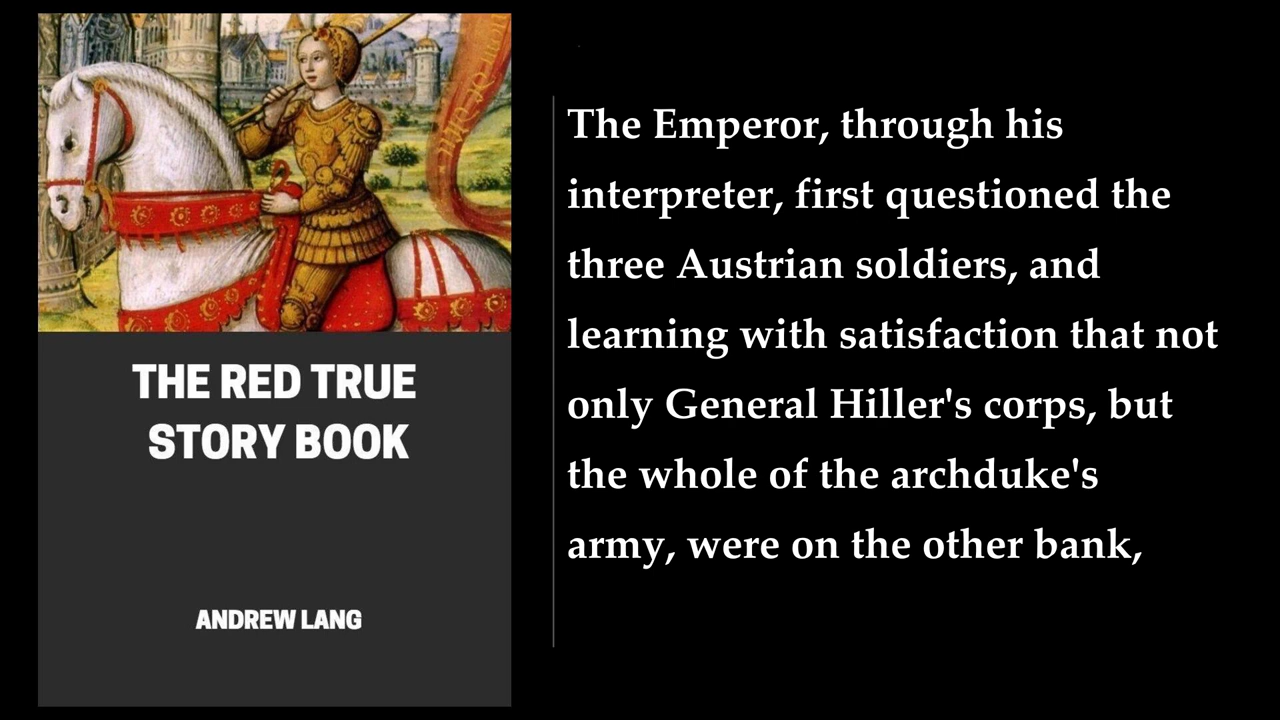 THE RED TRUE
STORY BOOK
ANDREW LANG
The Emperor, through his
interpreter, first questioned the
three Austrian soldiers, and
learning with satisfaction that not
only General Hiller's corps, but
the whole of the archduke's
army, were on the other bank,